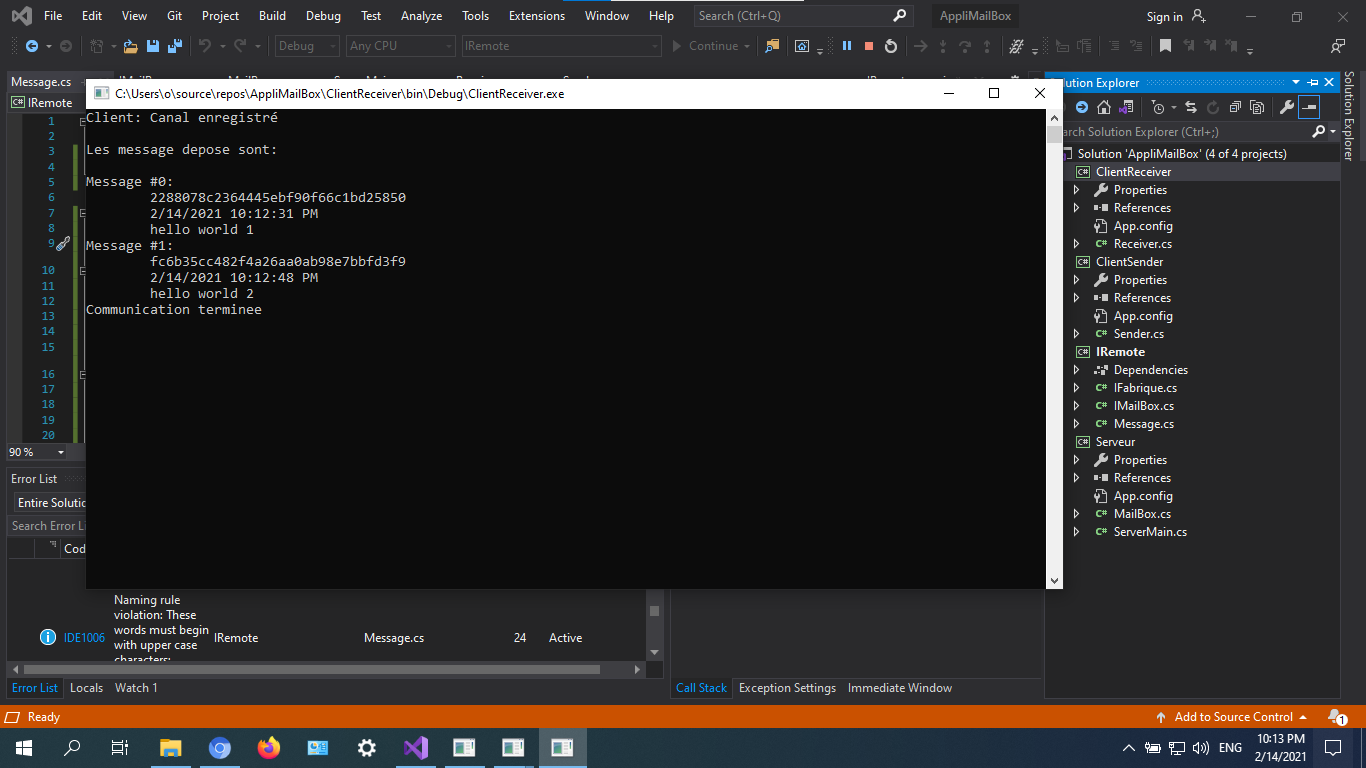 File Edit View Git Project Build Debug Test Analyze Tools Extensions Window Help Search (Ctrl+Q) AppliMailBox Sign in
Debug Any CPU IRemote Continue
Message.cs
IRemote
C:\Users\o\source\repos\AppliMailBox\ClientReceiver\bin\Debug\ClientReceiver.exe
Client: Canal enregistré
Les message depose sont:
Message #0:
2288078c2364445ebf90f66c1bd25850
2/14/2021 10:12:31 PM
hello world 1
Message #1:
fc6b35cc482f4a26aa0ab98e7bbfd3f9
2/14/2021 10:12:48 PM
hello world 2
Communication terminee
1
2
3
4
5
6
7
8
9
10
11
12
13
14
15
16
17
18
19
20
90 %
Error List
Entire Solutio
Search Error Li
Cod
Naming rule
violation: These
words must begin
with upper case
characters:
IDE1006 IRemote Message.cs 24 Active
Error List Locals Watch 1
Call Stack Exception Settings Immediate Window
ution Explorer
arch Solution Explorer (Ctrl+;)
Solution 'AppliMailBox' (4 of 4 projects)
ClientReceiver
Properties
References
App.config
Receiver.cs
ClientSender
Properties
References
App.config
Sender.cs
IRemote
Dependencies
IFabrique.cs
IMailBox.cs
Message.cs
Serveur
Properties
References
App.config
MailBox.cs
ServerMain.cs
Solution Explorer
Ready Add to Source Control 1
ENG 10:13 PM
2/14/2021